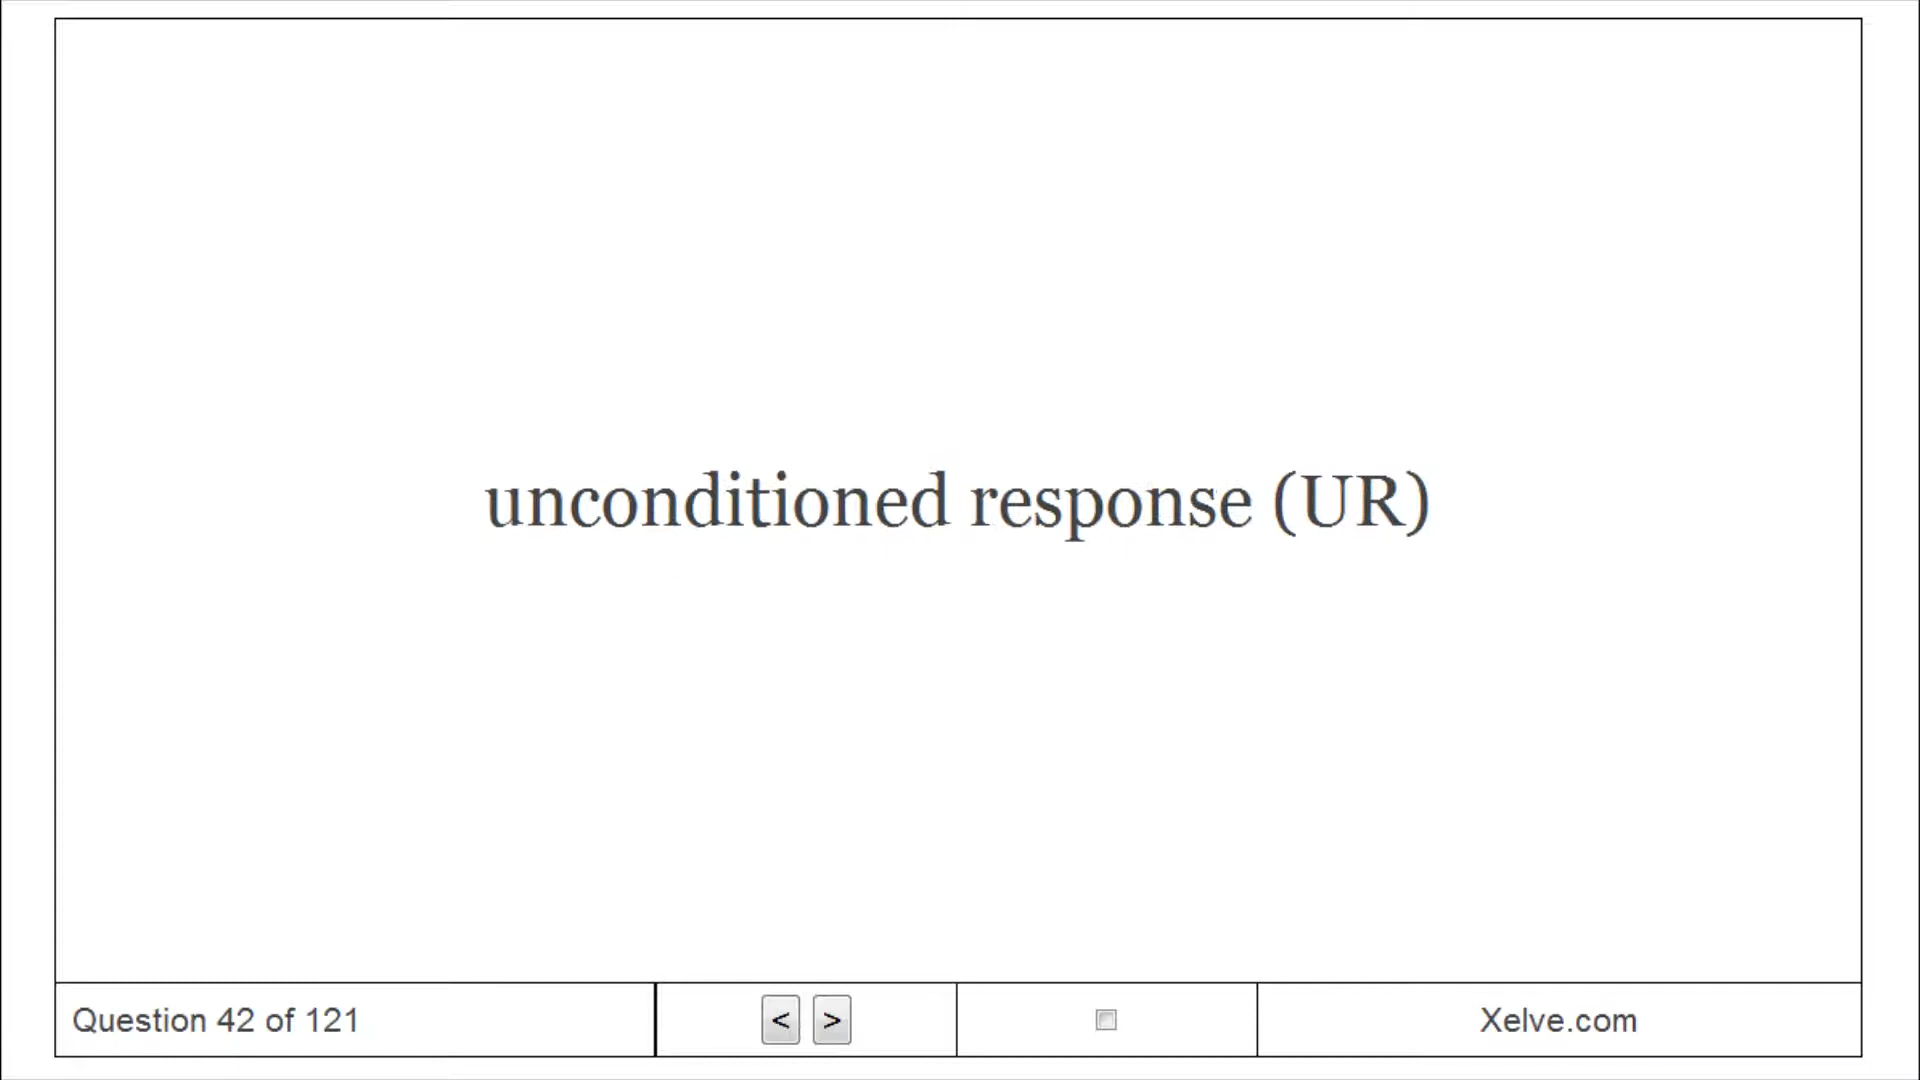 unconditioned response (UR)
Question 42 of 121
< >
Xelve.com